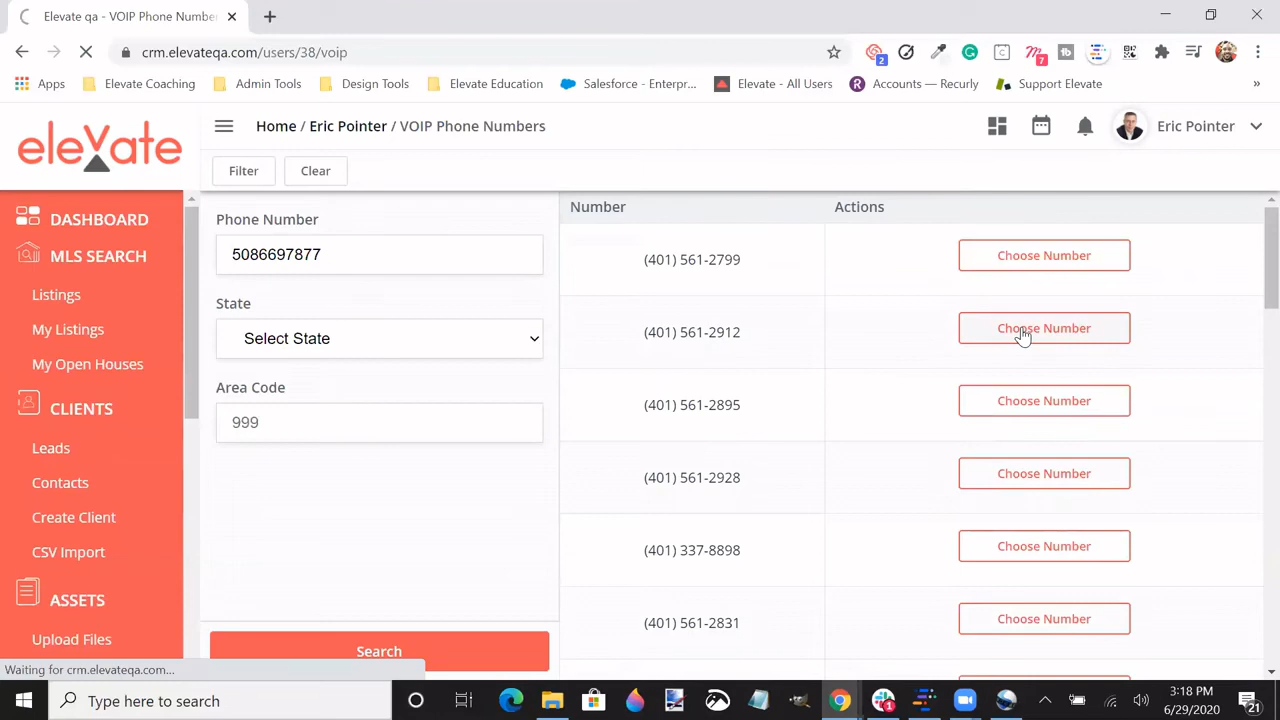 Elevate qa - VOIP Phone Number
crm.elevateqa.com/users/38/voip
2
7
Apps
Elevate Coaching
Admin Tools
Design Tools
Elevate Education
Salesforce - Enterpr...
Elevate - All Users
Accounts — Recurly
Support Elevate
»
elevate
Home / Eric Pointer / VOIP Phone Numbers
Eric Pointer
Filter
Clear
DASHBOARD
MLS SEARCH
Listings
My Listings
My Open Houses
CLIENTS
Leads
Contacts
Create Client
CSV Import
ASSETS
Upload Files
Phone Number
5086697877
State
Select State
Area Code
999
Search
Number
Actions
(401) 561-2799
Choose Number
(401) 561-2912
Choose Number
(401) 561-2895
Choose Number
(401) 561-2928
Choose Number
(401) 337-8898
Choose Number
(401) 561-2831
Choose Number
Waiting for crm.elevateqa.com...
Type here to search
1
3:18 PM
6/29/2020
21